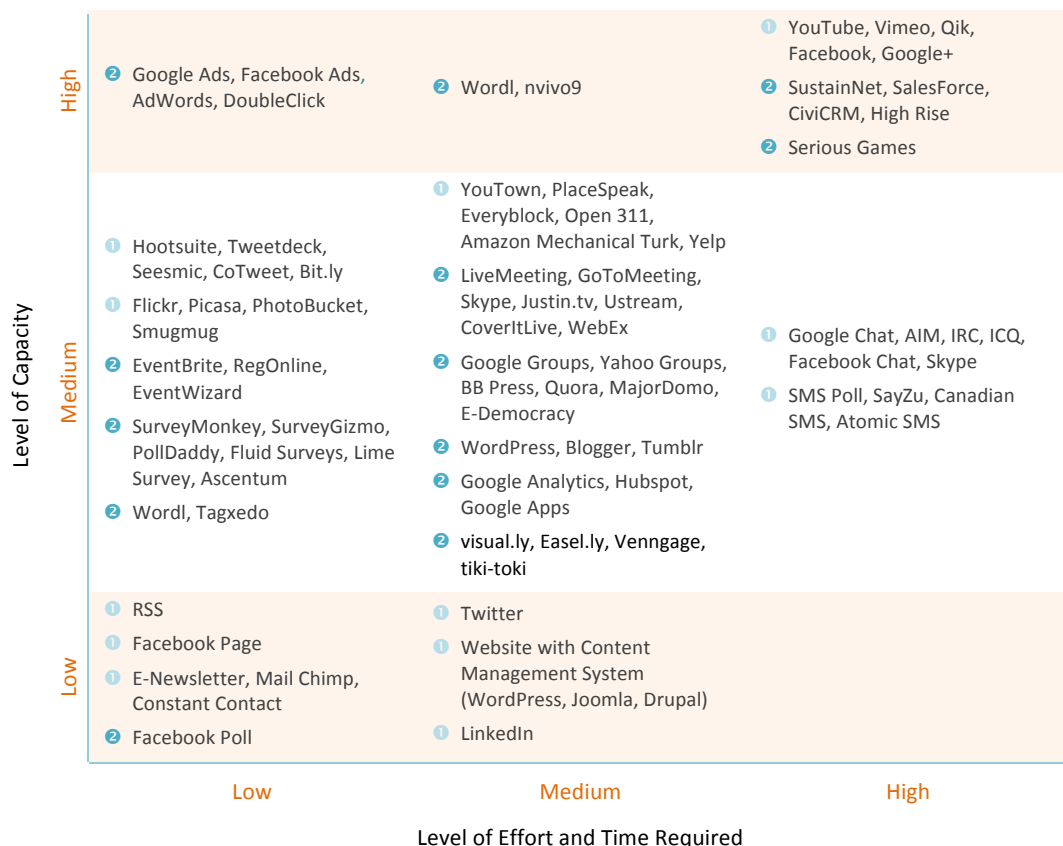 Level of Capacity
High
❷ Google Ads, Facebook Ads,
AdWords, DoubleClick
❷ Wordl, nvivo9
❶ YouTube, Vimeo, Qik,
Facebook, Google+
❷ SustainNet, SalesForce,
CiviCRM, High Rise
❷ Serious Games
Medium
❶ Hootsuite, Tweetdeck,
Seesmic, CoTweet, Bit.ly
❶ Flickr, Picasa, PhotoBucket,
Smugmug
❷ EventBrite, RegOnline,
EventWizard
❷ SurveyMonkey, SurveyGizmo,
PollDaddy, Fluid Surveys, Lime
Survey, Ascentum
❷ Wordl, Tagxedo
❶ YouTown, PlaceSpeak,
Everyblock, Open 311,
Amazon Mechanical Turk, Yelp
❷ LiveMeeting, GoToMeeting,
Skype, Justin.tv, Ustream,
CoverItLive, WebEx
❷ Google Groups, Yahoo Groups,
BB Press, Quora, MajorDomo,
E-Democracy
❷ WordPress, Blogger, Tumblr
❷ Google Analytics, Hubspot,
Google Apps
❷ visual.ly, Easel.ly, Venngage,
tiki-toki
❶ Google Chat, AIM, IRC, ICQ,
Facebook Chat, Skype
❶ SMS Poll, SayZu, Canadian
SMS, Atomic SMS
Low
❶ RSS
❶ Facebook Page
❶ E-Newsletter, Mail Chimp,
Constant Contact
❷ Facebook Poll
❶ Twitter
❶ Website with Content
Management System
(WordPress, Joomla, Drupal)
❶ LinkedIn
Low
Medium
High
Level of Effort and Time Required